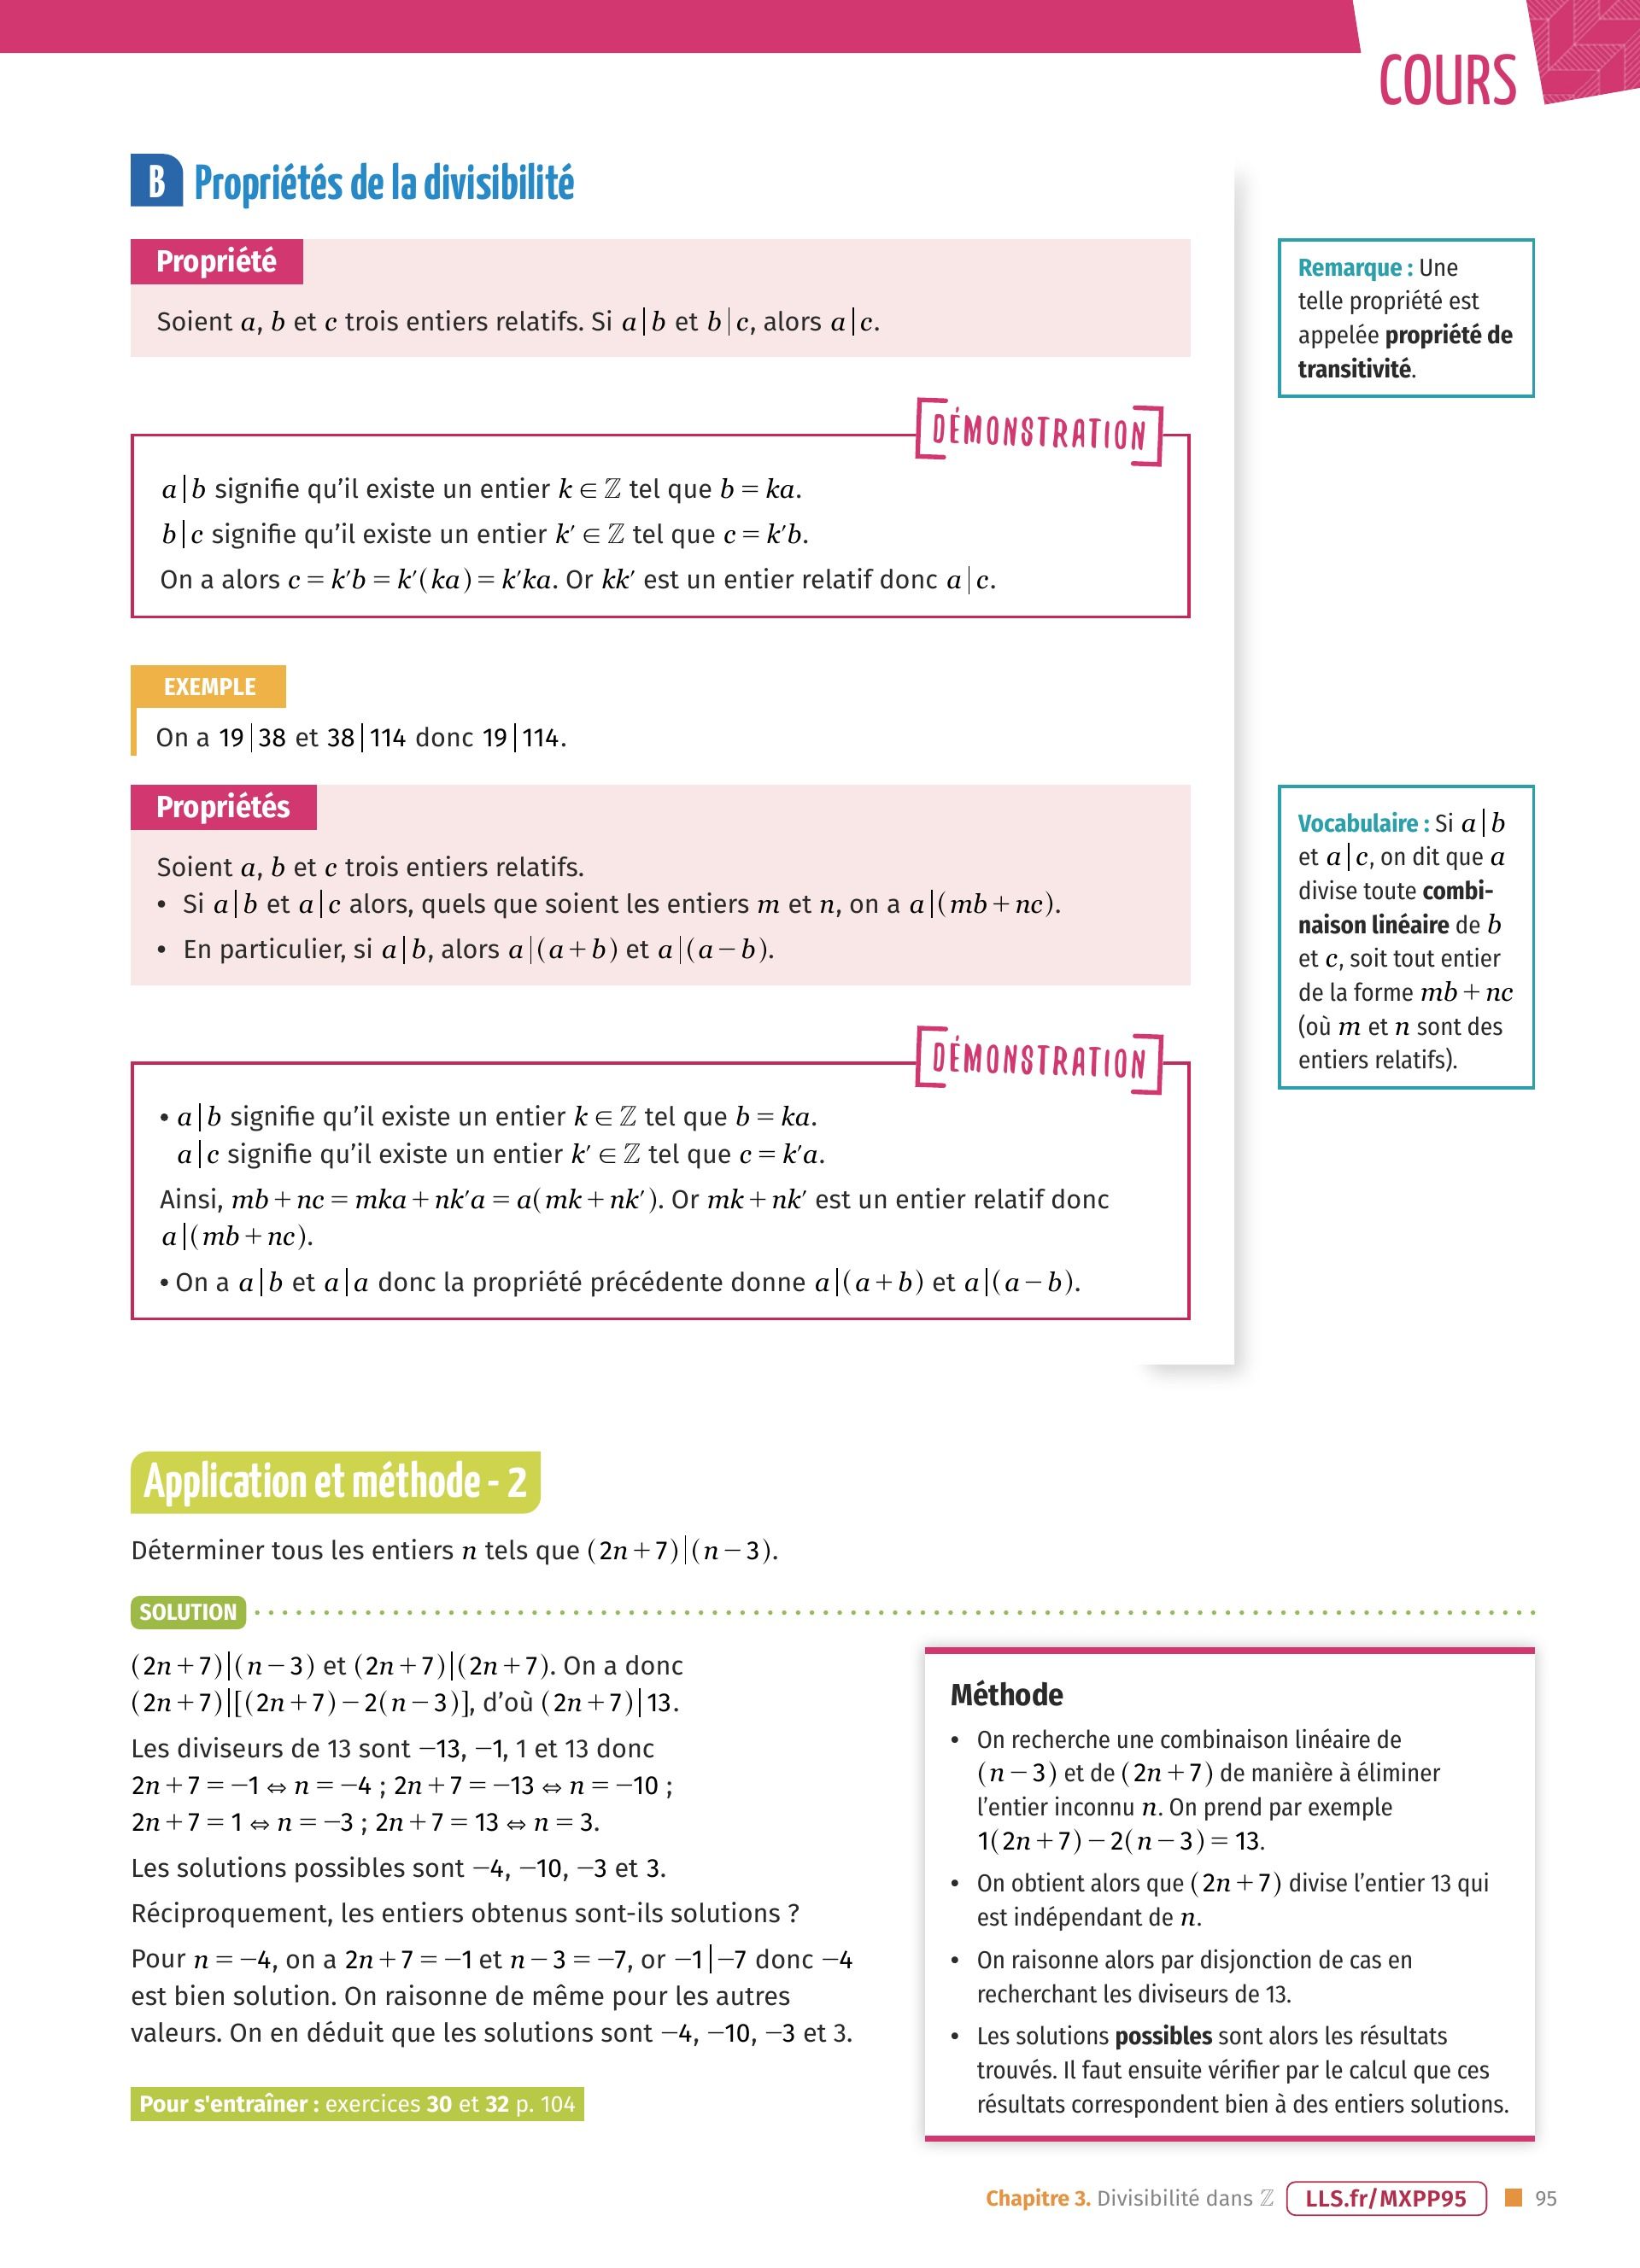 COURS
B Propriétés de la divisibilité
Propriété
Soient a, b et c trois entiers relatifs. Si a|b et b|c, alors a|c.
Remarque : Une
telle propriété est
appelée propriété de
transitivité.
DÉMONSTRATION
a|b signifie qu’il existe un entier k ∈ ℤ tel que b = ka.
b|c signifie qu’il existe un entier k′ ∈ ℤ tel que c = k′b.
On a alors c = k′b = k′(ka) = k′ka. Or kk′ est un entier relatif donc a|c.
EXEMPLE
On a 19|38 et 38|114 donc 19|114.
Propriétés
Soient a, b et c trois entiers relatifs.
• Si a|b et a|c alors, quels que soient les entiers m et n, on a a|(mb + nc).
• En particulier, si a|b, alors a|(a + b) et a|(a − b).
Vocabulaire : Si a|b
et a|c, on dit que a
divise toute combi-
naison linéaire de b
et c, soit tout entier
de la forme mb + nc
(où m et n sont des
entiers relatifs).
DÉMONSTRATION
• a|b signifie qu’il existe un entier k ∈ ℤ tel que b = ka.
a|c signifie qu’il existe un entier k′ ∈ ℤ tel que c = k′a.
Ainsi, mb + nc = mka + nk′a = a(mk + nk′). Or mk + nk′ est un entier relatif donc
a|(mb + nc).
• On a a|b et a|a donc la propriété précédente donne a|(a + b) et a|(a − b).
Application et méthode - 2
Déterminer tous les entiers n tels que (2n + 7)|(n − 3).
SOLUTION
(2n + 7)|(n − 3) et (2n + 7)|(2n + 7). On a donc
(2n + 7)|[(2n + 7) − 2(n − 3)], d’où (2n + 7)|13.
Les diviseurs de 13 sont −13, −1, 1 et 13 donc
2n + 7 = −1 ⇔ n = −4 ; 2n + 7 = −13 ⇔ n = −10 ;
2n + 7 = 1 ⇔ n = −3 ; 2n + 7 = 13 ⇔ n = 3.
Les solutions possibles sont −4, −10, −3 et 3.
Réciproquement, les entiers obtenus sont-ils solutions ?
Pour n = −4, on a 2n + 7 = −1 et n − 3 = −7, or −1|−7 donc −4
est bien solution. On raisonne de même pour les autres
valeurs. On en déduit que les solutions sont −4, −10, −3 et 3.
Pour s'entraîner : exercices 30 et 32 p. 104
Méthode
• On recherche une combinaison linéaire de
(n − 3) et de (2n + 7) de manière à éliminer
l’entier inconnu n. On prend par exemple
1(2n + 7) − 2(n − 3) = 13.
• On obtient alors que (2n + 7) divise l’entier 13 qui
est indépendant de n.
• On raisonne alors par disjonction de cas en
recherchant les diviseurs de 13.
• Les solutions possibles sont alors les résultats
trouvés. Il faut ensuite vérifier par le calcul que ces
résultats correspondent bien à des entiers solutions.
Chapitre 3. Divisibilité dans ℤ LLS.fr/MXPP95 95